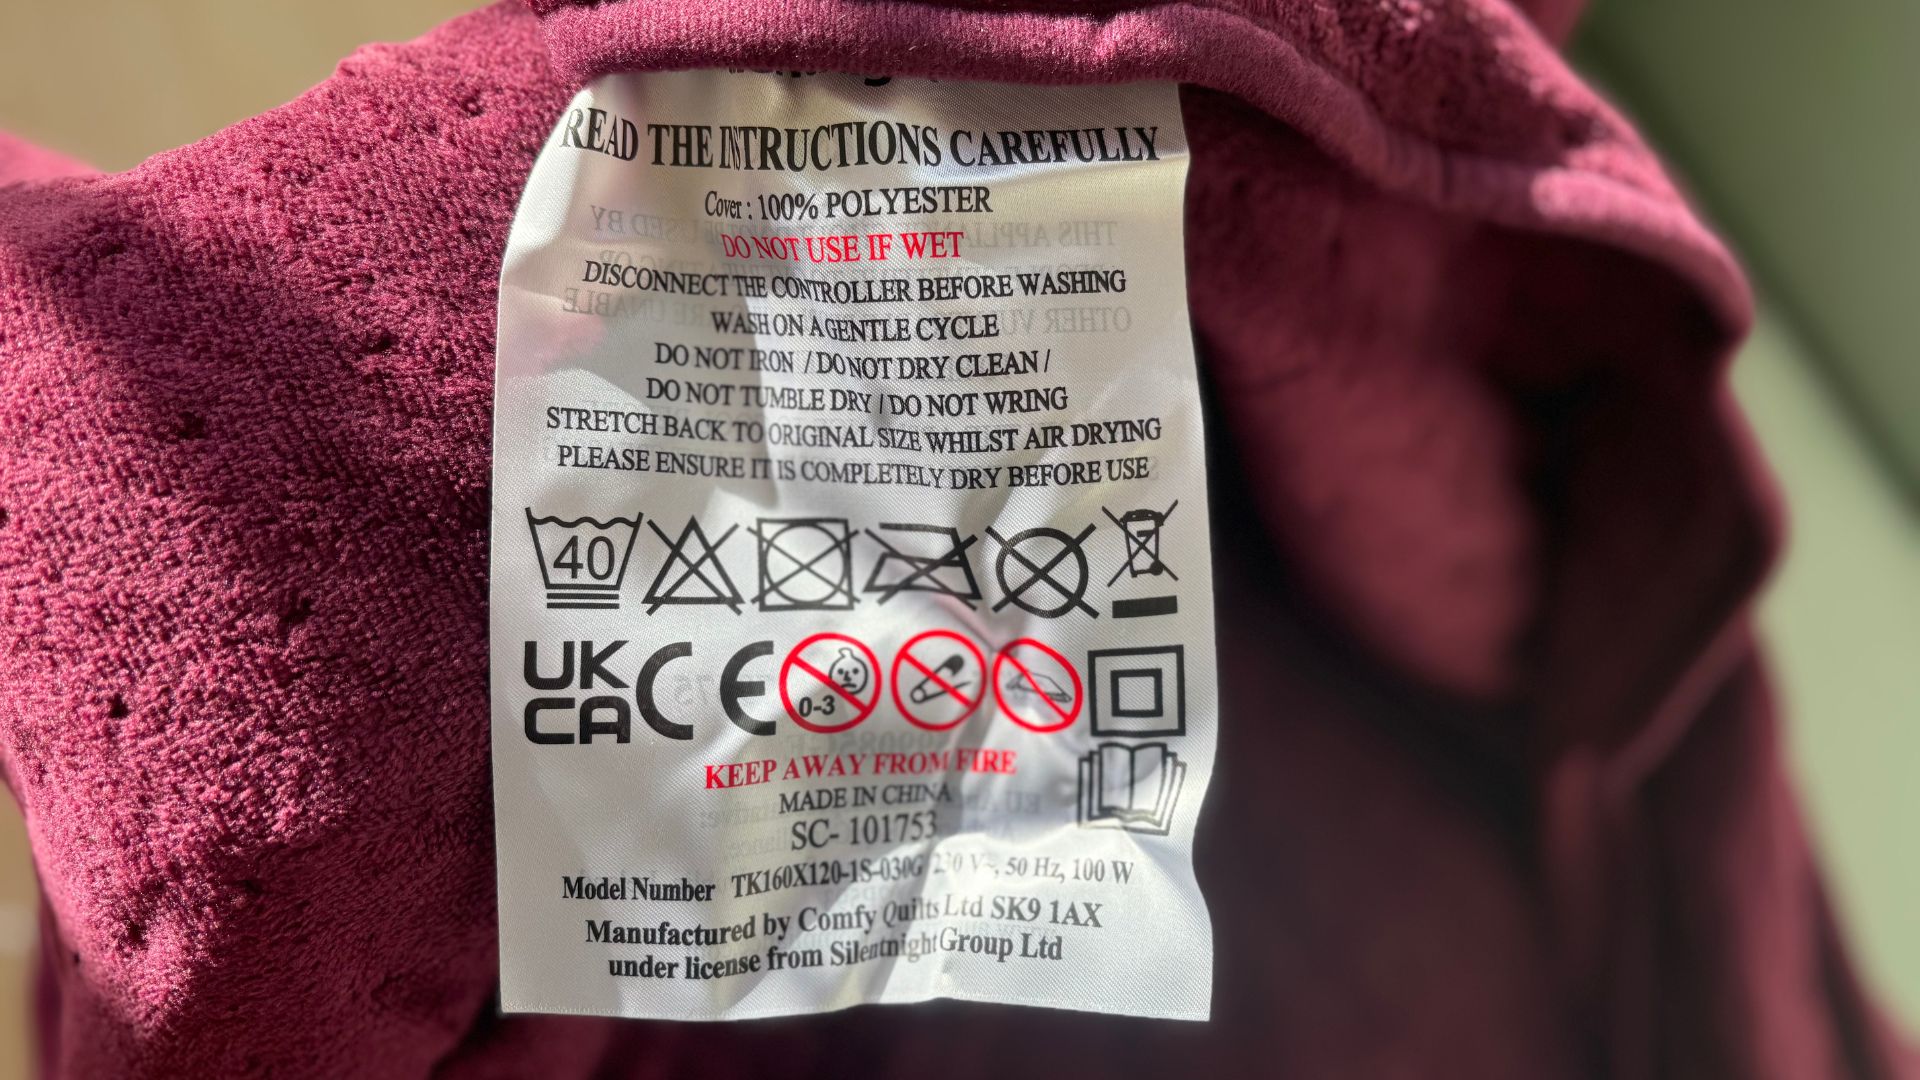 READ THE INSTRUCTIONS CAREFULLY
Cover : 100% POLYESTER
DO NOT USE IF WET
DISCONNECT THE CONTROLLER BEFORE WASHING
WASH ON A GENTLE CYCLE
DO NOT IRON / DO NOT DRY CLEAN /
DO NOT TUMBLE DRY / DO NOT WRING
STRETCH BACK TO ORIGINAL SIZE WHILST AIR DRYING
PLEASE ENSURE IT IS COMPLETELY DRY BEFORE USE
40
UK
CA CE 0-3
KEEP AWAY FROM FIRE
MADE IN CHINA
SC- 101753
Model Number TK160X120-1S-030G 230 V~, 50 Hz, 100 W
Manufactured by Comfy Quilts Ltd SK9 1AX
under license from Silentnight Group Ltd